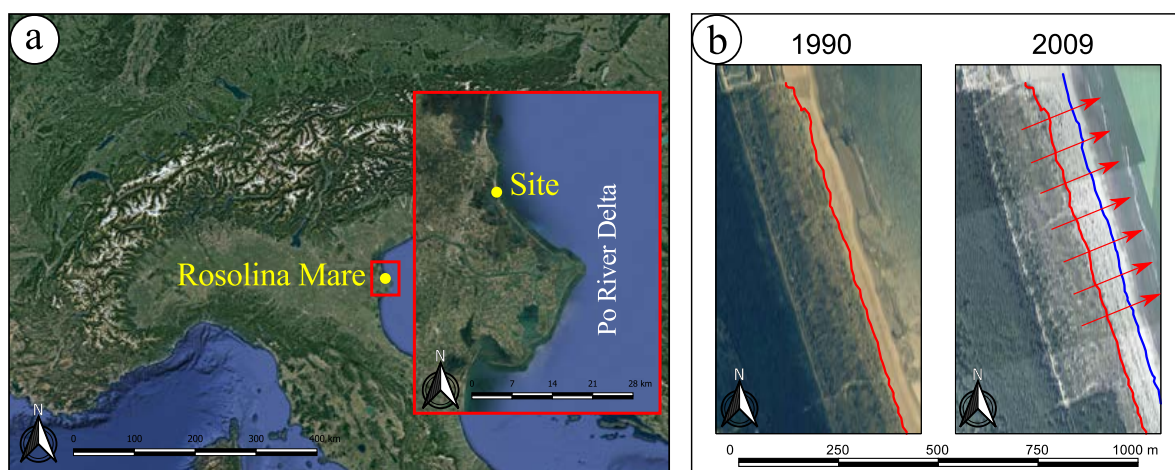 a
Rosolina Mare
Site
Po River Delta
N
0 7 14 21 28 km
N
0 100 200 300 400 km
b
1990
2009
N
N
0 250 500 750 1000 m